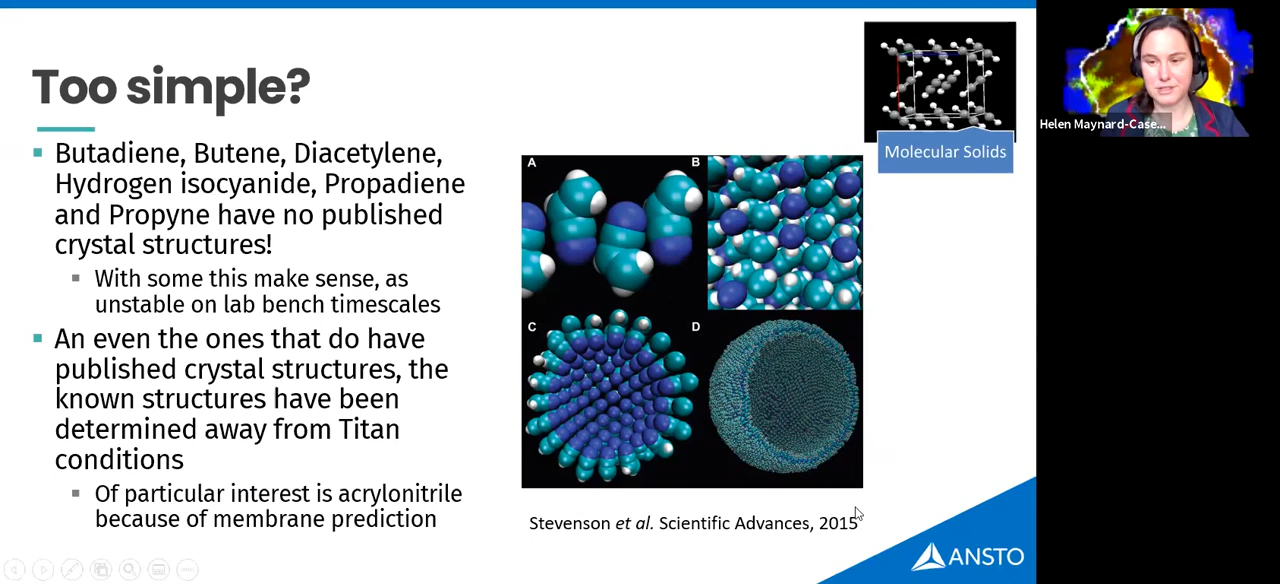 Too simple?
Butadiene, Butene, Diacetylene,
Hydrogen isocyanide, Propadiene
and Propyne have no published
crystal structures!
With some this make sense, as
unstable on lab bench timescales
An even the ones that do have
published crystal structures, the
known structures have been
determined away from Titan
conditions
Of particular interest is acrylonitrile
because of membrane prediction
Molecular Solids
A
B
C
D
Stevenson et al. Scientific Advances, 2015
ANSTO
Helen Maynard-Case...